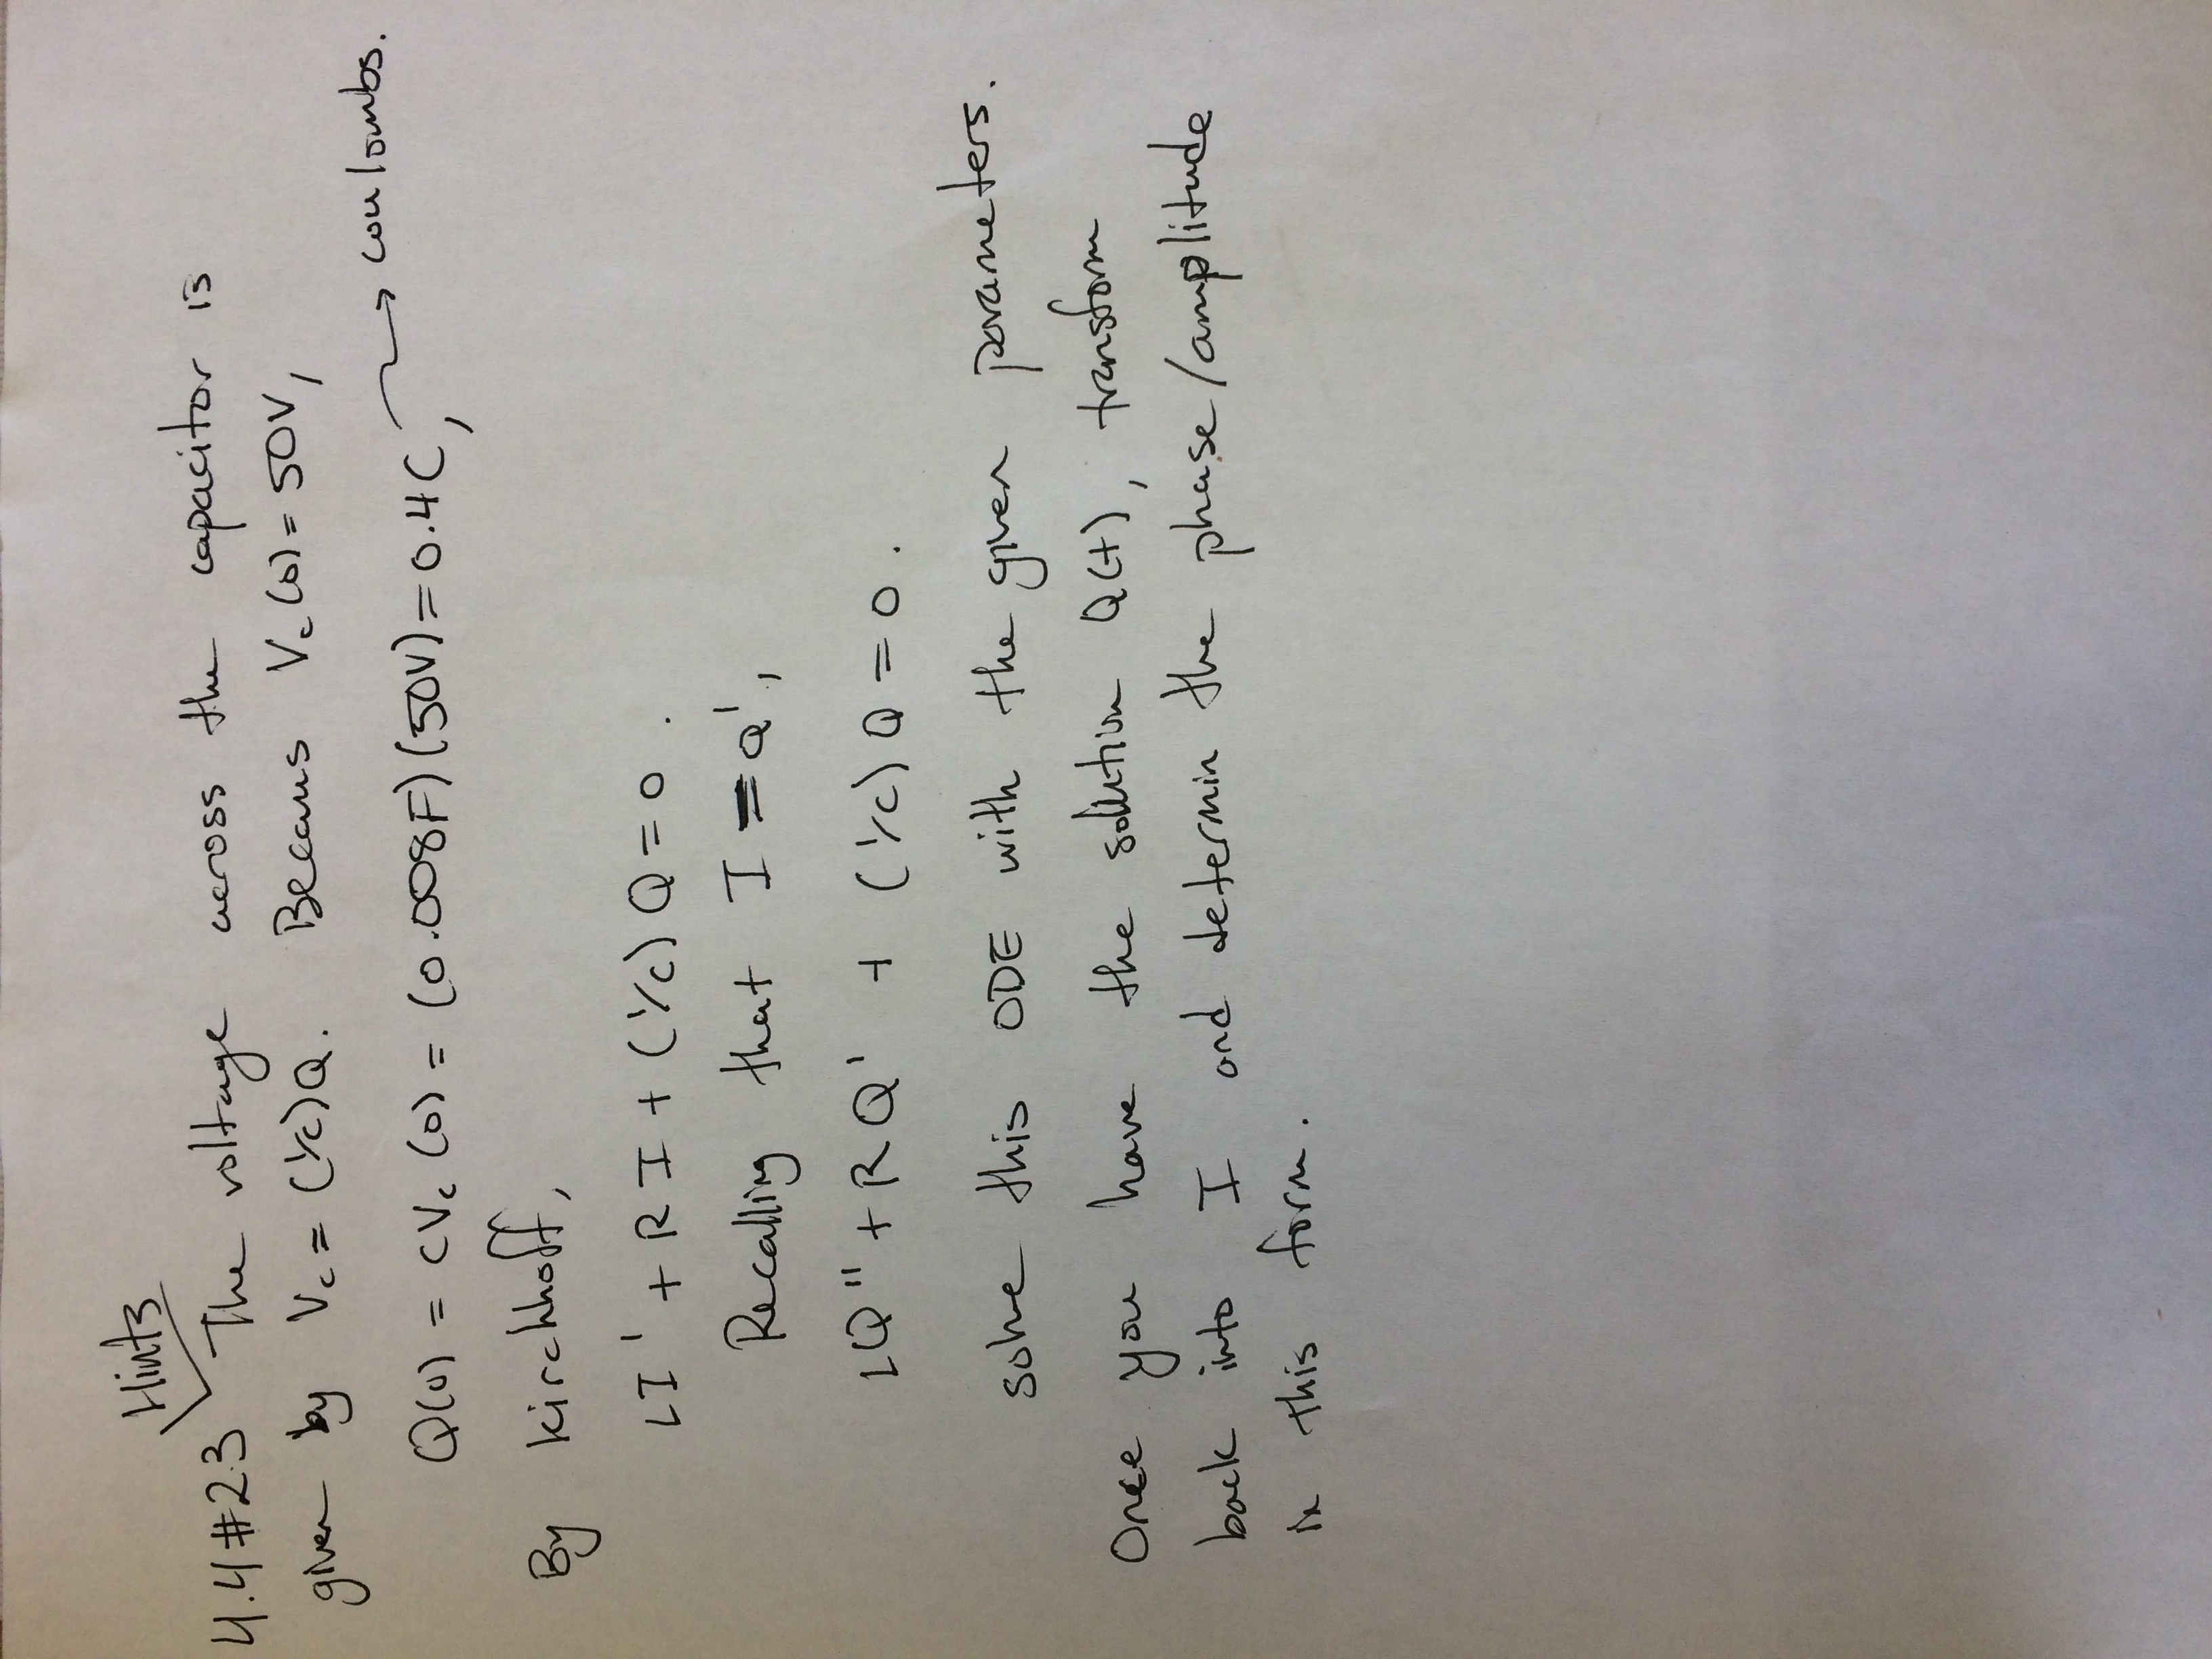 Hints
4.4#23 The voltage across the capacitor is
given by Vc = (1/c)Q. Becaus Vc(0)=50V,
Q(0) = CVc(0) = (0.008F)(50V)=0.4C, → coulombs.
By kirchhoff,
LI' + RI + (1/c)Q=0.
Recalling that I = Q',
LQ" + RQ' + (1/c)Q=0.
solve this ODE with the given parameters.
Once you have the solution Q(t), transform
back into I and determin the phase/amplitude
in this form.